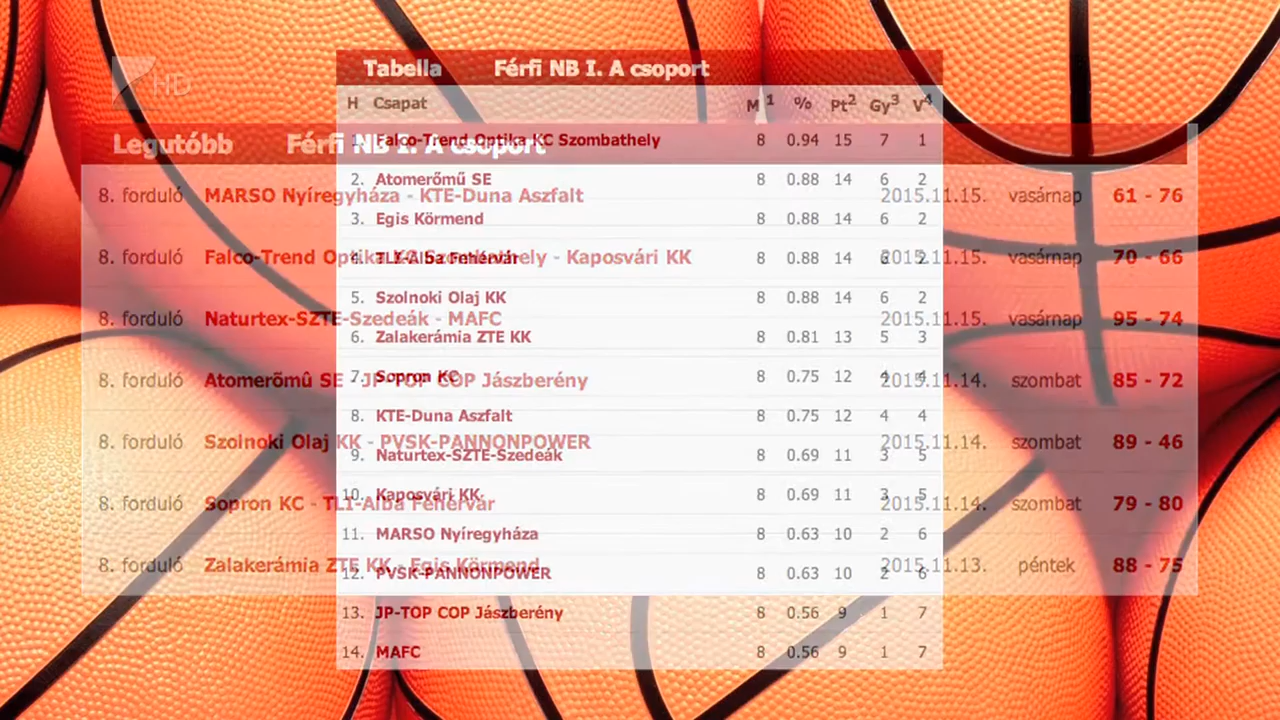 HD
Tabella Férfi NB I. A csoport
H Csapat M 1 % Pt2 Gy3 V4
1. Falco-Trend Optika KC Szombathely 8 0.94 15 7 1
2. Atomerőmű SE 8 0.88 14 6 2
3. Egis Körmend 8 0.88 14 6 2
4. TLI-Alba Fehérvár 8 0.88 14 6 2
5. Szolnoki Olaj KK 8 0.88 14 6 2
6. Zalakerámia ZTE KK 8 0.81 13 5 3
7. Sopron KC 8 0.75 12 4 4
8. KTE-Duna Aszfalt 8 0.75 12 4 4
9. Naturtex-SZTE-Szedeák 8 0.69 11 3 5
10. Kaposvári KK 8 0.69 11 3 5
11. MARSO Nyíregyháza 8 0.63 10 2 6
12. PVSK-PANNONPOWER 8 0.63 10 2 6
13. JP-TOP COP Jászberény 8 0.56 9 1 7
14. MAFC 8 0.56 9 1 7
Legutóbb Férfi NB I. A csoport
8. forduló MARSO Nyíregyháza - KTE-Duna Aszfalt 2015.11.15. vasárnap 61 - 76
8. forduló Falco-Trend Optika KC Szombathely - Kaposvári KK 2015.11.15. vasárnap 70 - 66
8. forduló Naturtex-SZTE-Szedeák - MAFC 2015.11.15. vasárnap 95 - 74
8. forduló Atomerõmû SE - JP-TOP COP Jászberény 2015.11.14. szombat 85 - 72
8. forduló Szolnoki Olaj KK - PVSK-PANNONPOWER 2015.11.14. szombat 89 - 46
8. forduló Sopron KC - TLI-Alba Fehérvár 2015.11.14. szombat 79 - 80
8. forduló Zalakerámia ZTE KK - Egis Körmend 2015.11.13. péntek 88 - 75